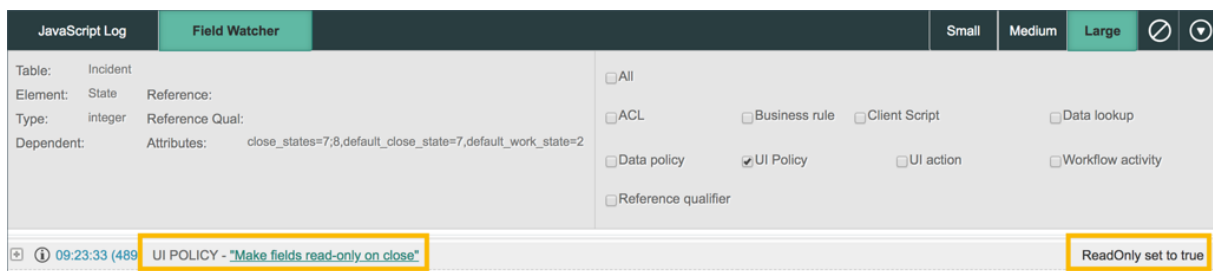 JavaScript Log Field Watcher Small Medium Large
Table: Incident
All
Element: State Reference:
Type: integer Reference Qual:
ACL Business rule Client Script Data lookup
Dependent: Attributes: close_states=7;8,default_close_state=7,default_work_state=2
Data policy UI Policy UI action Workflow activity
Reference qualifier
09:23:33 (489 UI POLICY - "Make fields read-only on close" ReadOnly set to true